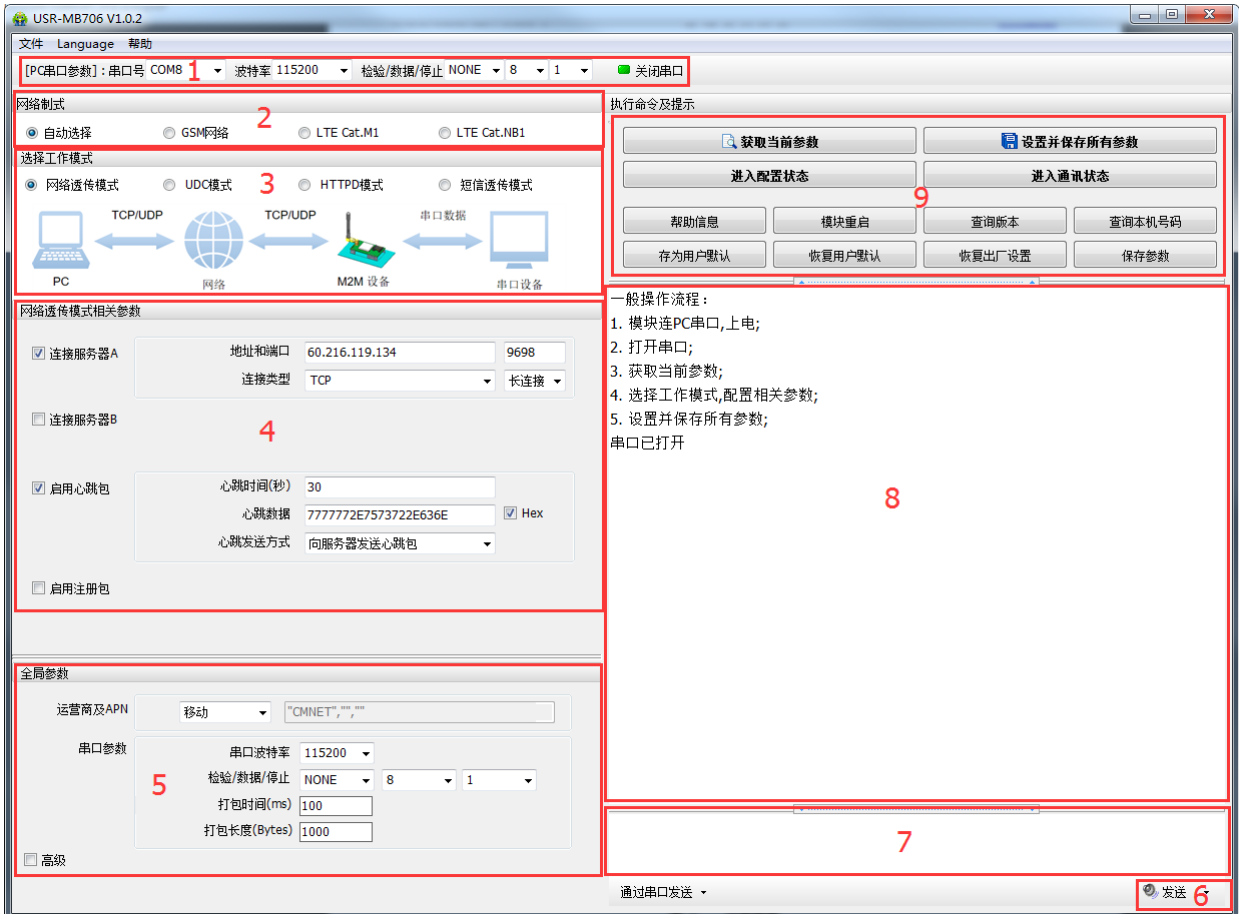 USR-MB706 V1.0.2
文件 Language 帮助
[PC串口参数]:串口号 COM8 1 波特率 115200 检验/数据/停止 NONE 8 1 关闭串口
网络制式
自动选择 GSM网络 2 LTE Cat.M1 LTE Cat.NB1
选择工作模式
网络透传模式 UDC模式 3 HTTPD模式 短信透传模式
TCP/UDP TCP/UDP 串口数据
PC 网络 M2M 设备 串口设备
网络透传模式相关参数
连接服务器A 地址和端口 60.216.119.134 9698
连接类型 TCP 长连接
连接服务器B
4
启用心跳包 心跳时间(秒) 30
心跳数据 7777772E7573722E636E Hex
心跳发送方式 向服务器发送心跳包
启用注册包
全局参数
运营商及APN 移动 "CMNET","",""
串口参数 串口波特率 115200
5 检验/数据/停止 NONE 8 1
打包时间(ms) 100
打包长度(Bytes) 1000
高级
执行命令及提示
获取当前参数 设置并保存所有参数
进入配置状态 进入通讯状态
9
帮助信息 模块重启 查询版本 查询本机号码
存为用户默认 恢复用户默认 恢复出厂设置 保存参数
一般操作流程:
1. 模块连PC串口,上电;
2. 打开串口;
3. 获取当前参数;
4. 选择工作模式,配置相关参数;
5. 设置并保存所有参数;
串口已打开
8
7
通过串口发送 发送 6